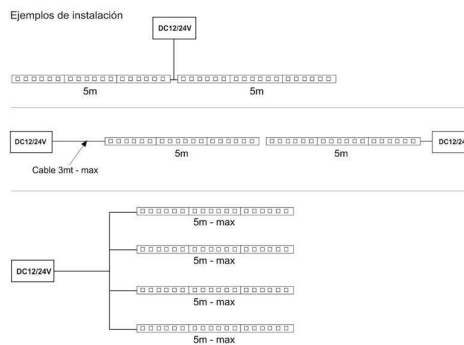 Ejemplos de instalación
DC12/24V
5m
5m
DC12/24V
DC12/24
5m
5m
Cable 3mt - max
5m - max
5m - max
DC12/24V
5m - max
5m - max